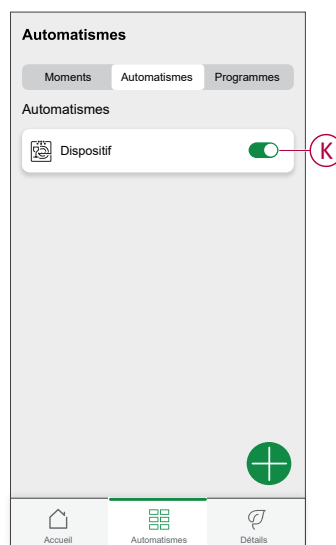 Automatismes
Moments Automatismes Programmes
Automatismes
Dispositif
K
Accueil Automatismes Détails